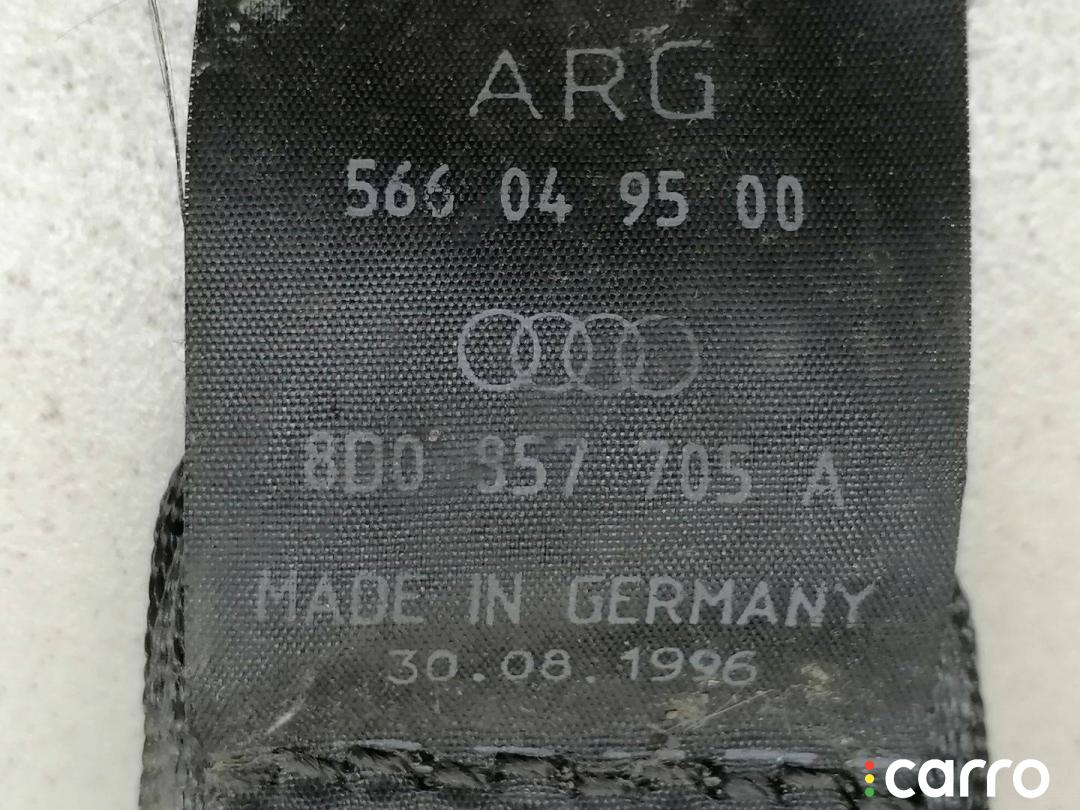 ARG
566 04 95 00
8D0 857 705 A
MADE IN GERMANY
30.08.1996
carro